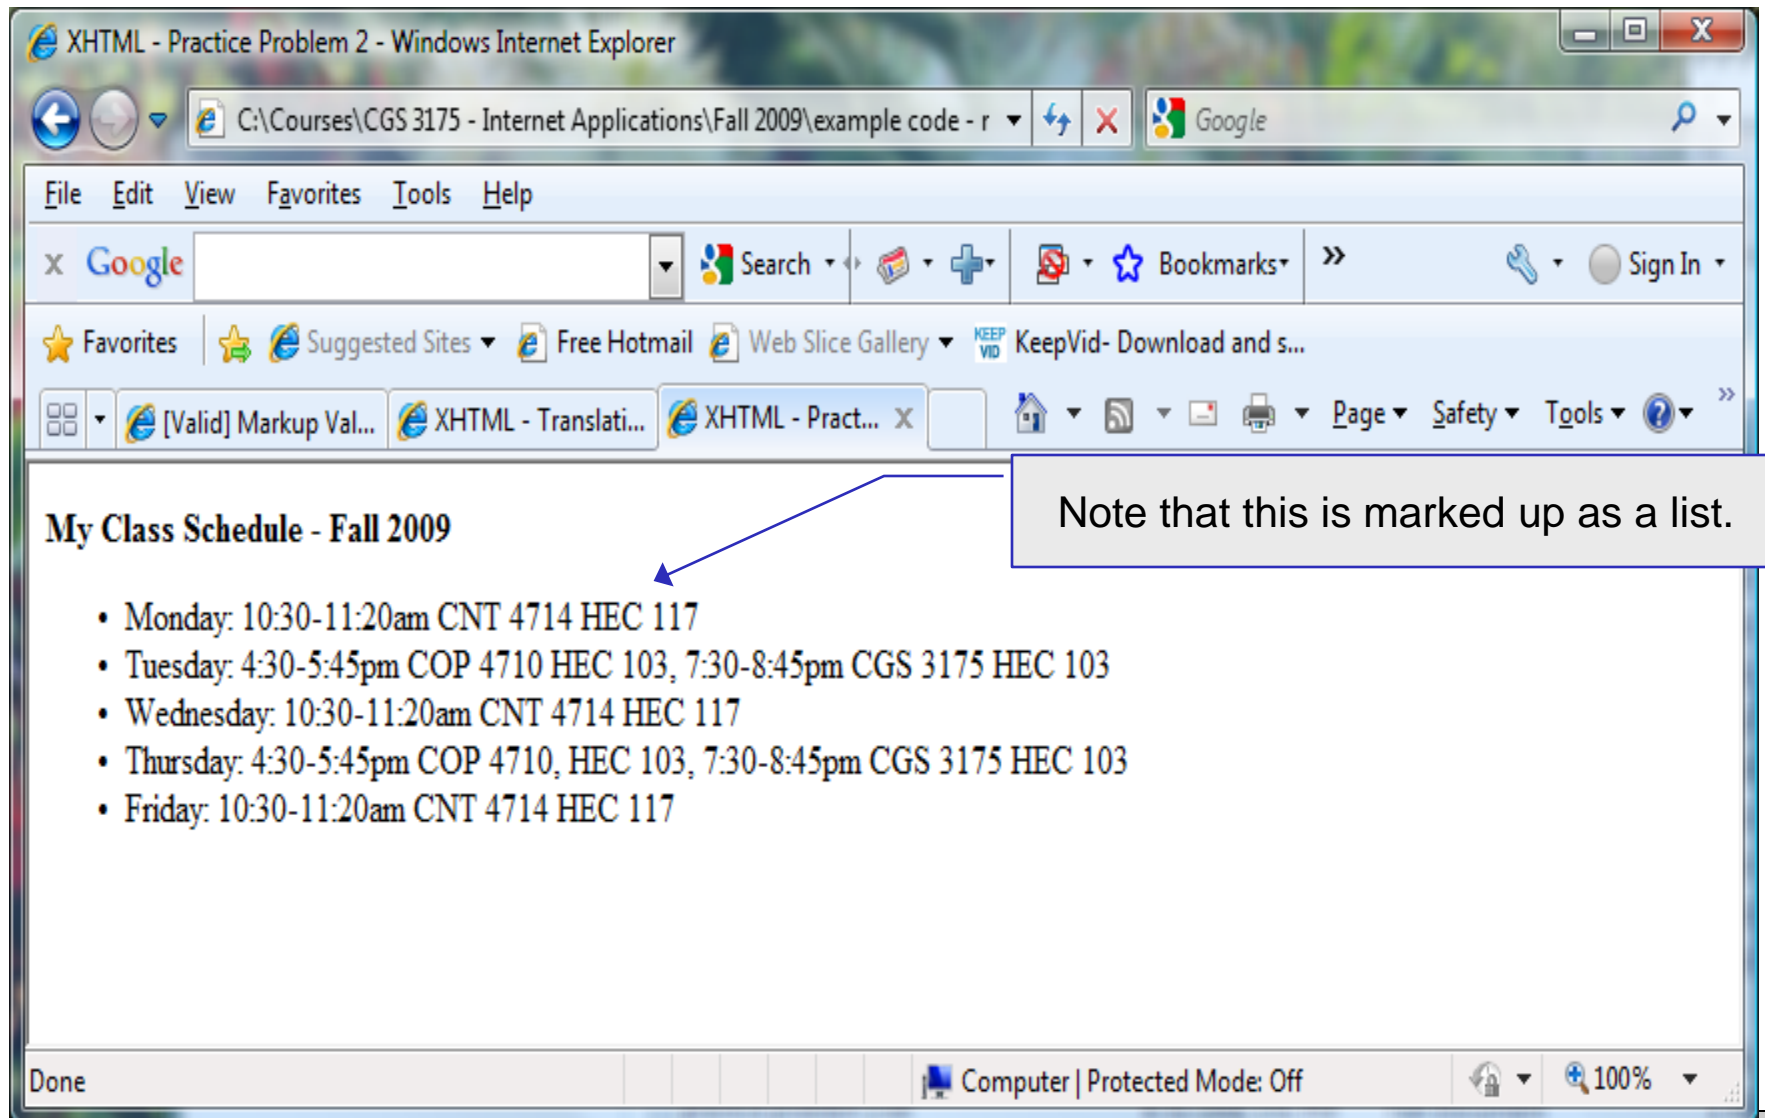 XHTML - Practice Problem 2 - Windows Internet Explorer
C:\Courses\CGS 3175 - Internet Applications\Fall 2009\example code - r
Google
File Edit View Favorites Tools Help
x Google Search Bookmarks Sign In
Favorites Suggested Sites Free Hotmail Web Slice Gallery KEEP VID KeepVid- Download and s...
[Valid] Markup Val... XHTML - Translati... XHTML - Pract... x Page Safety Tools
Note that this is marked up as a list.
My Class Schedule - Fall 2009
• Monday: 10:30-11:20am CNT 4714 HEC 117
• Tuesday: 4:30-5:45pm COP 4710 HEC 103, 7:30-8:45pm CGS 3175 HEC 103
• Wednesday: 10:30-11:20am CNT 4714 HEC 117
• Thursday: 4:30-5:45pm COP 4710, HEC 103, 7:30-8:45pm CGS 3175 HEC 103
• Friday: 10:30-11:20am CNT 4714 HEC 117
Done Computer | Protected Mode: Off 100%